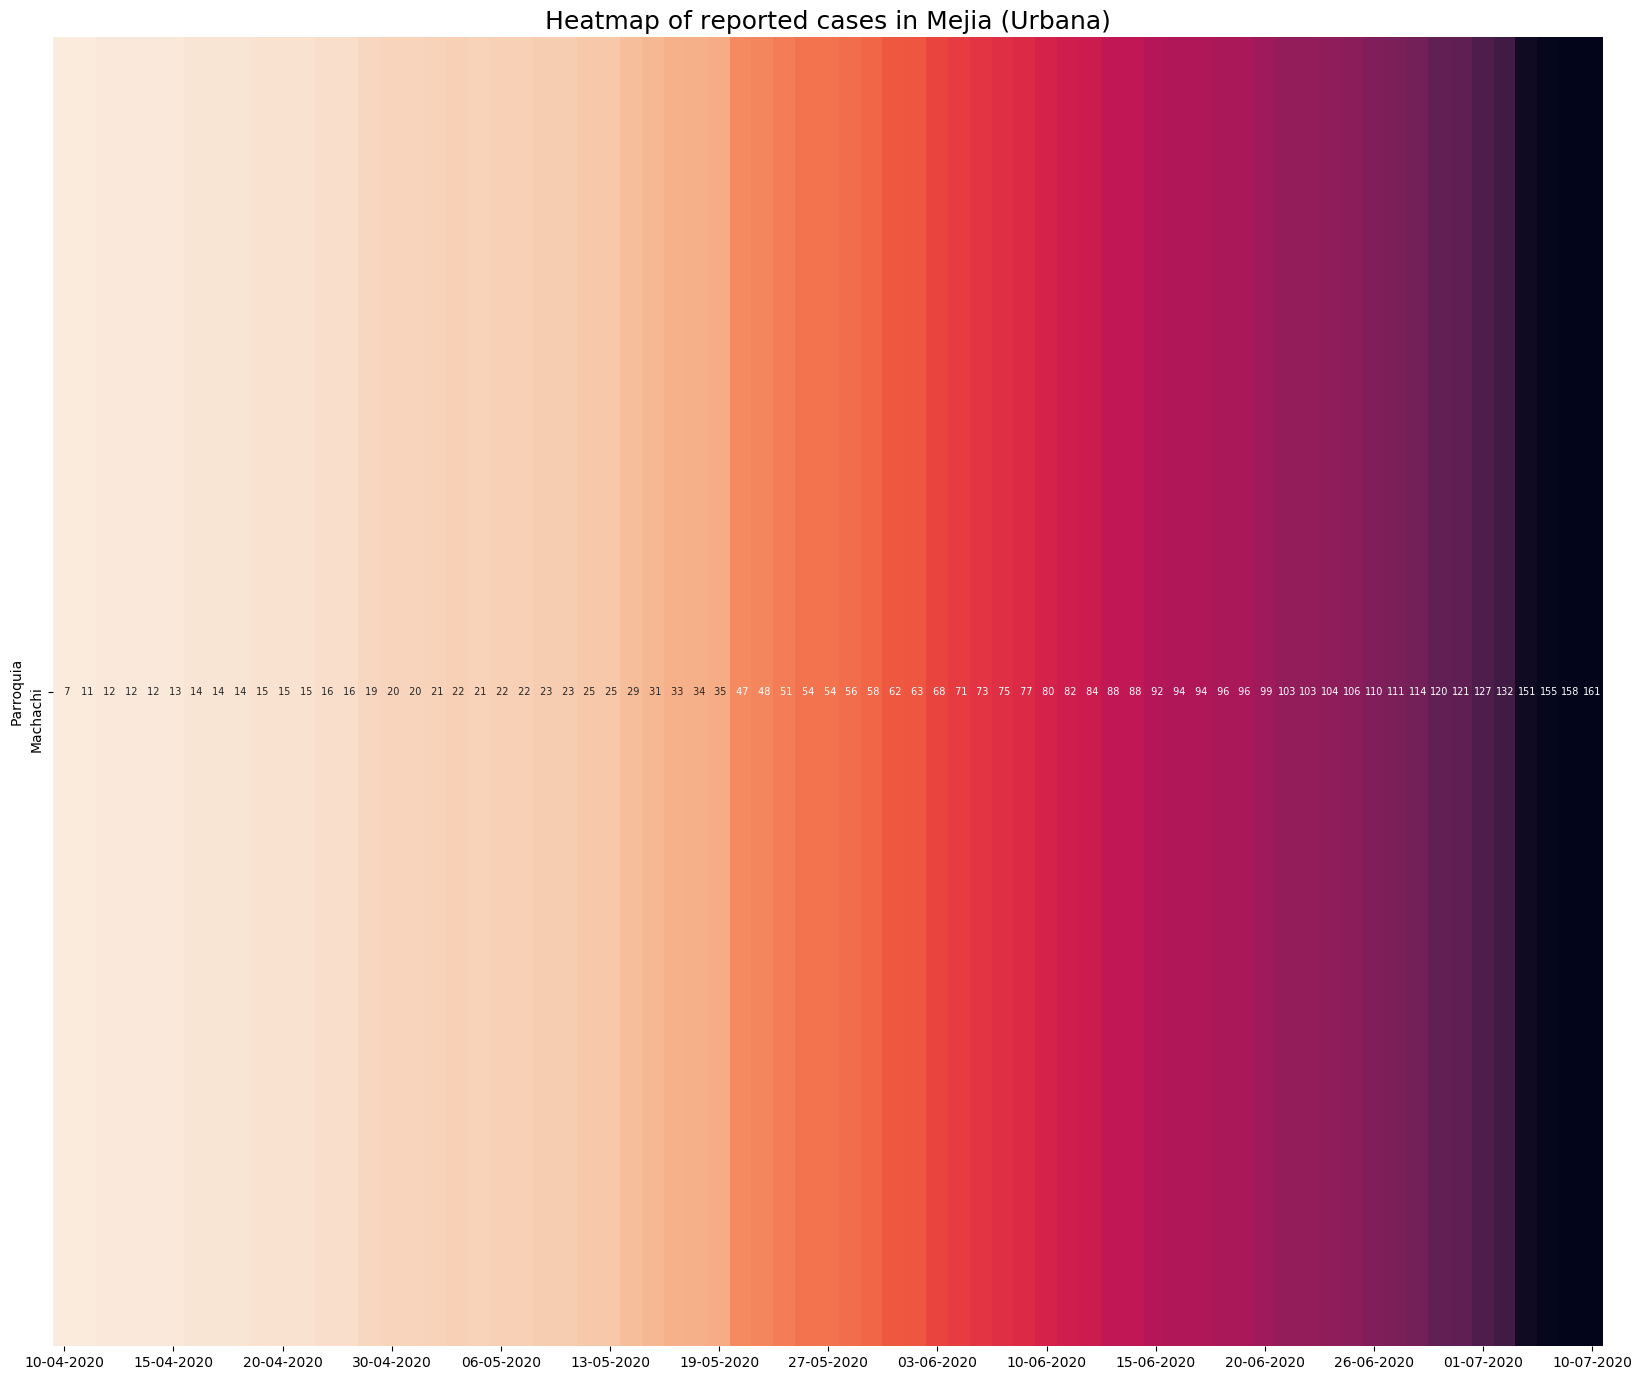 Heatmap of reported cases in Mejia (Urbana)
Parroquia
Machachi
7 11 12 12 12 13 14 14 14 15 15 15 16 16 19 20 20 21 22 21 22 22 23 23 25 25 29 31 33 34 35 47 48 51 54 54 56 58 62 63 68 71 73 75 77 80 82 84 88 88 92 94 94 96 96 99 103 103 104 106 110 111 114 120 121 127 132 151 155 158 161
10-04-2020 15-04-2020 20-04-2020 30-04-2020 06-05-2020 13-05-2020 19-05-2020 27-05-2020 03-06-2020 10-06-2020 15-06-2020 20-06-2020 26-06-2020 01-07-2020 10-07-2020